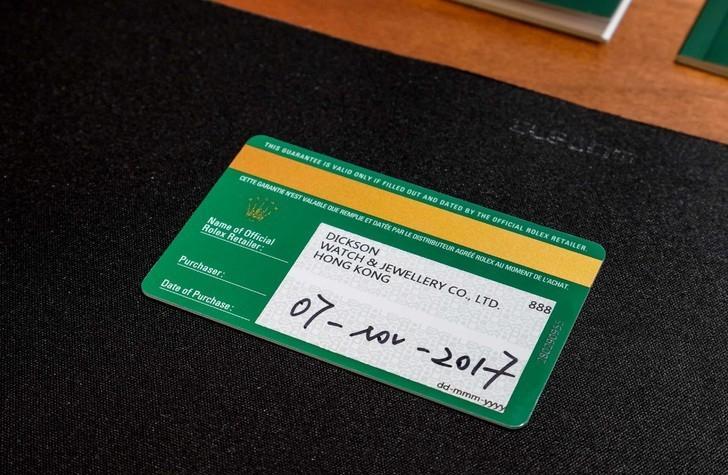 THIS GUARANTEE IS VALID ONLY IF FILLED OUT AND DATED BY THE OFFICIAL ROLEX RETAILER.
CETTE GARANTIE N'EST VALABLE QUE REMPLIE ET DATÉE PAR LE DISTRIBUTEUR AGRÉÉ ROLEX AU MOMENT DE L'ACHAT.
Name of Official
Rolex Retailer:
DICKSON
WATCH & JEWELLERY CO., LTD.
HONG KONG
888
Purchaser:
Date of Purchase:
07-Nov-2017
dd-mmm-yyyy